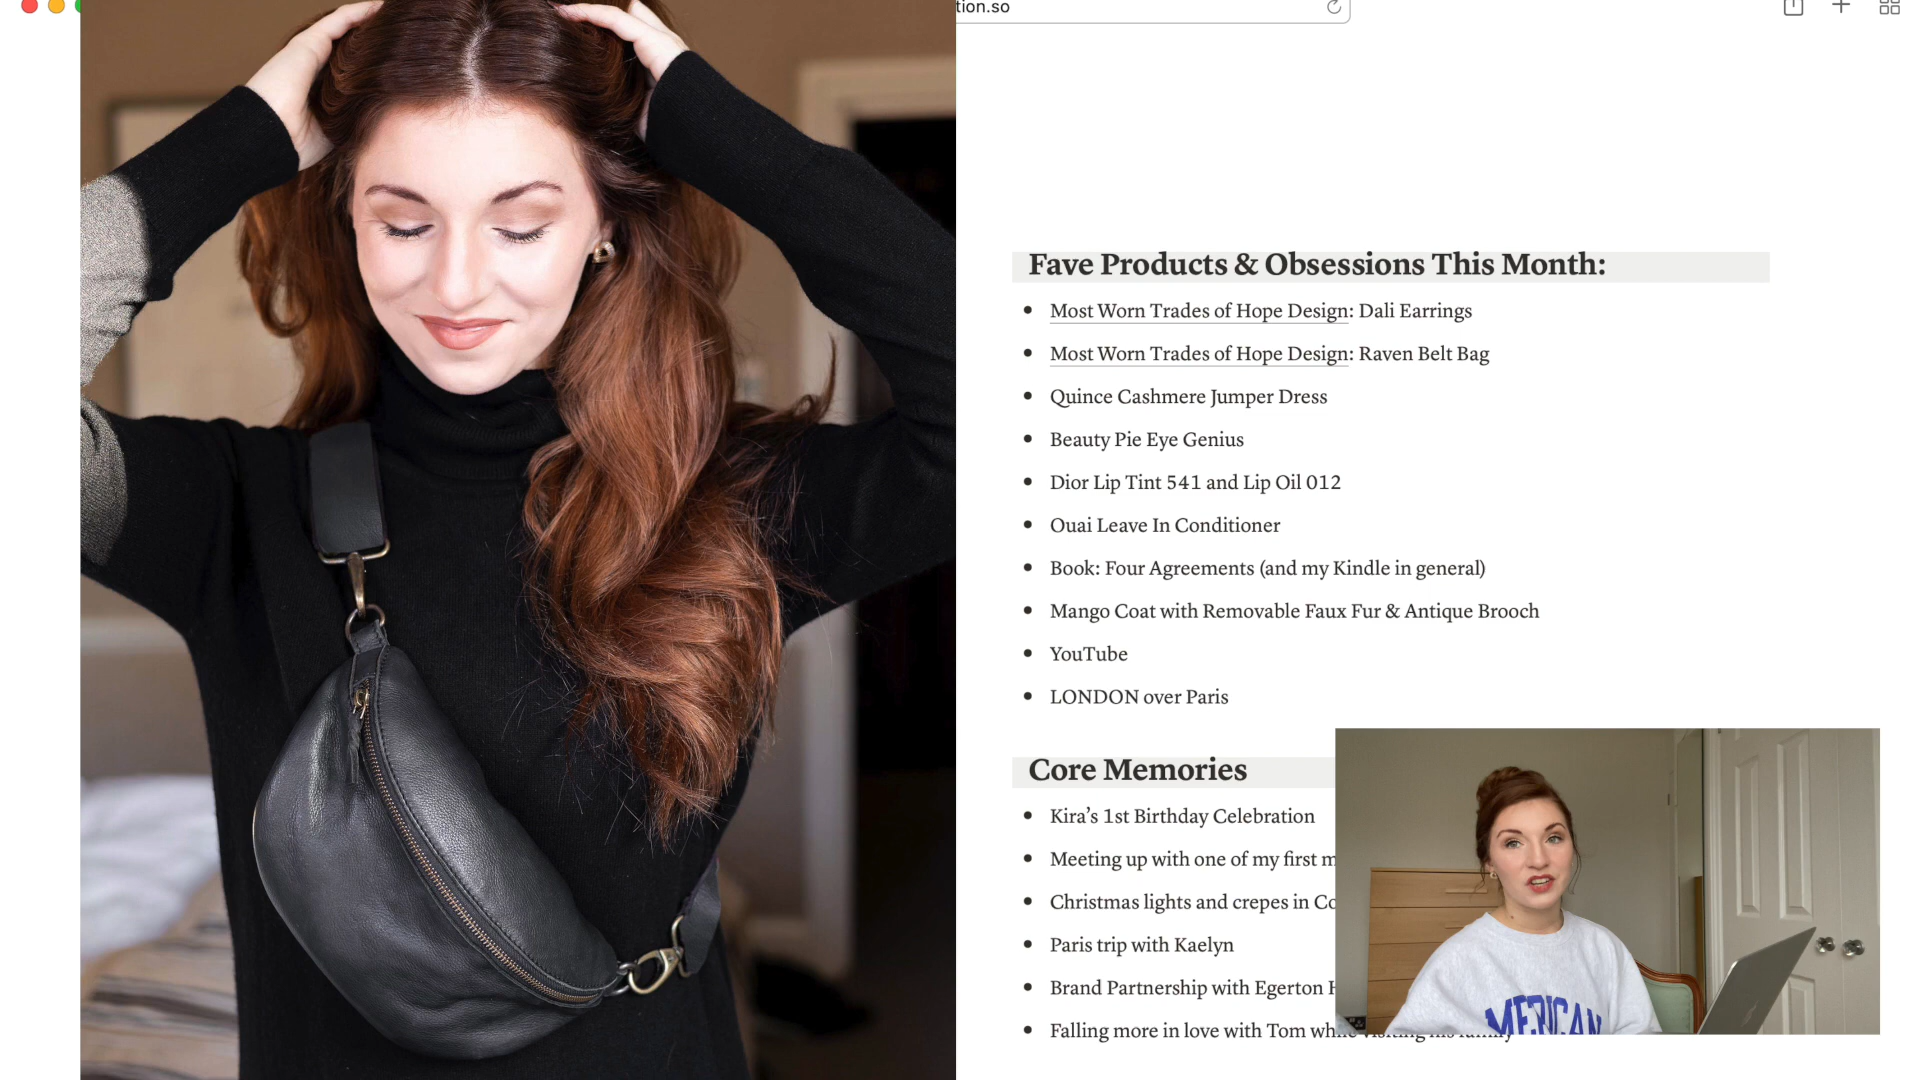 tion.so
Fave Products & Obsessions This Month:
Most Worn Trades of Hope Design: Dali Earrings
Most Worn Trades of Hope Design: Raven Belt Bag
Quince Cashmere Jumper Dress
Beauty Pie Eye Genius
Dior Lip Tint 541 and Lip Oil 012
Ouai Leave In Conditioner
Book: Four Agreements (and my Kindle in general)
Mango Coat with Removable Faux Fur & Antique Brooch
YouTube
LONDON over Paris
Core Memories
Kira’s 1st Birthday Celebration
Meeting up with one of my first
Christmas lights and crepes in
Paris trip with Kaelyn
Brand Partnership with Egerton
Falling more in love with Tom while visiting his family
MERICAN